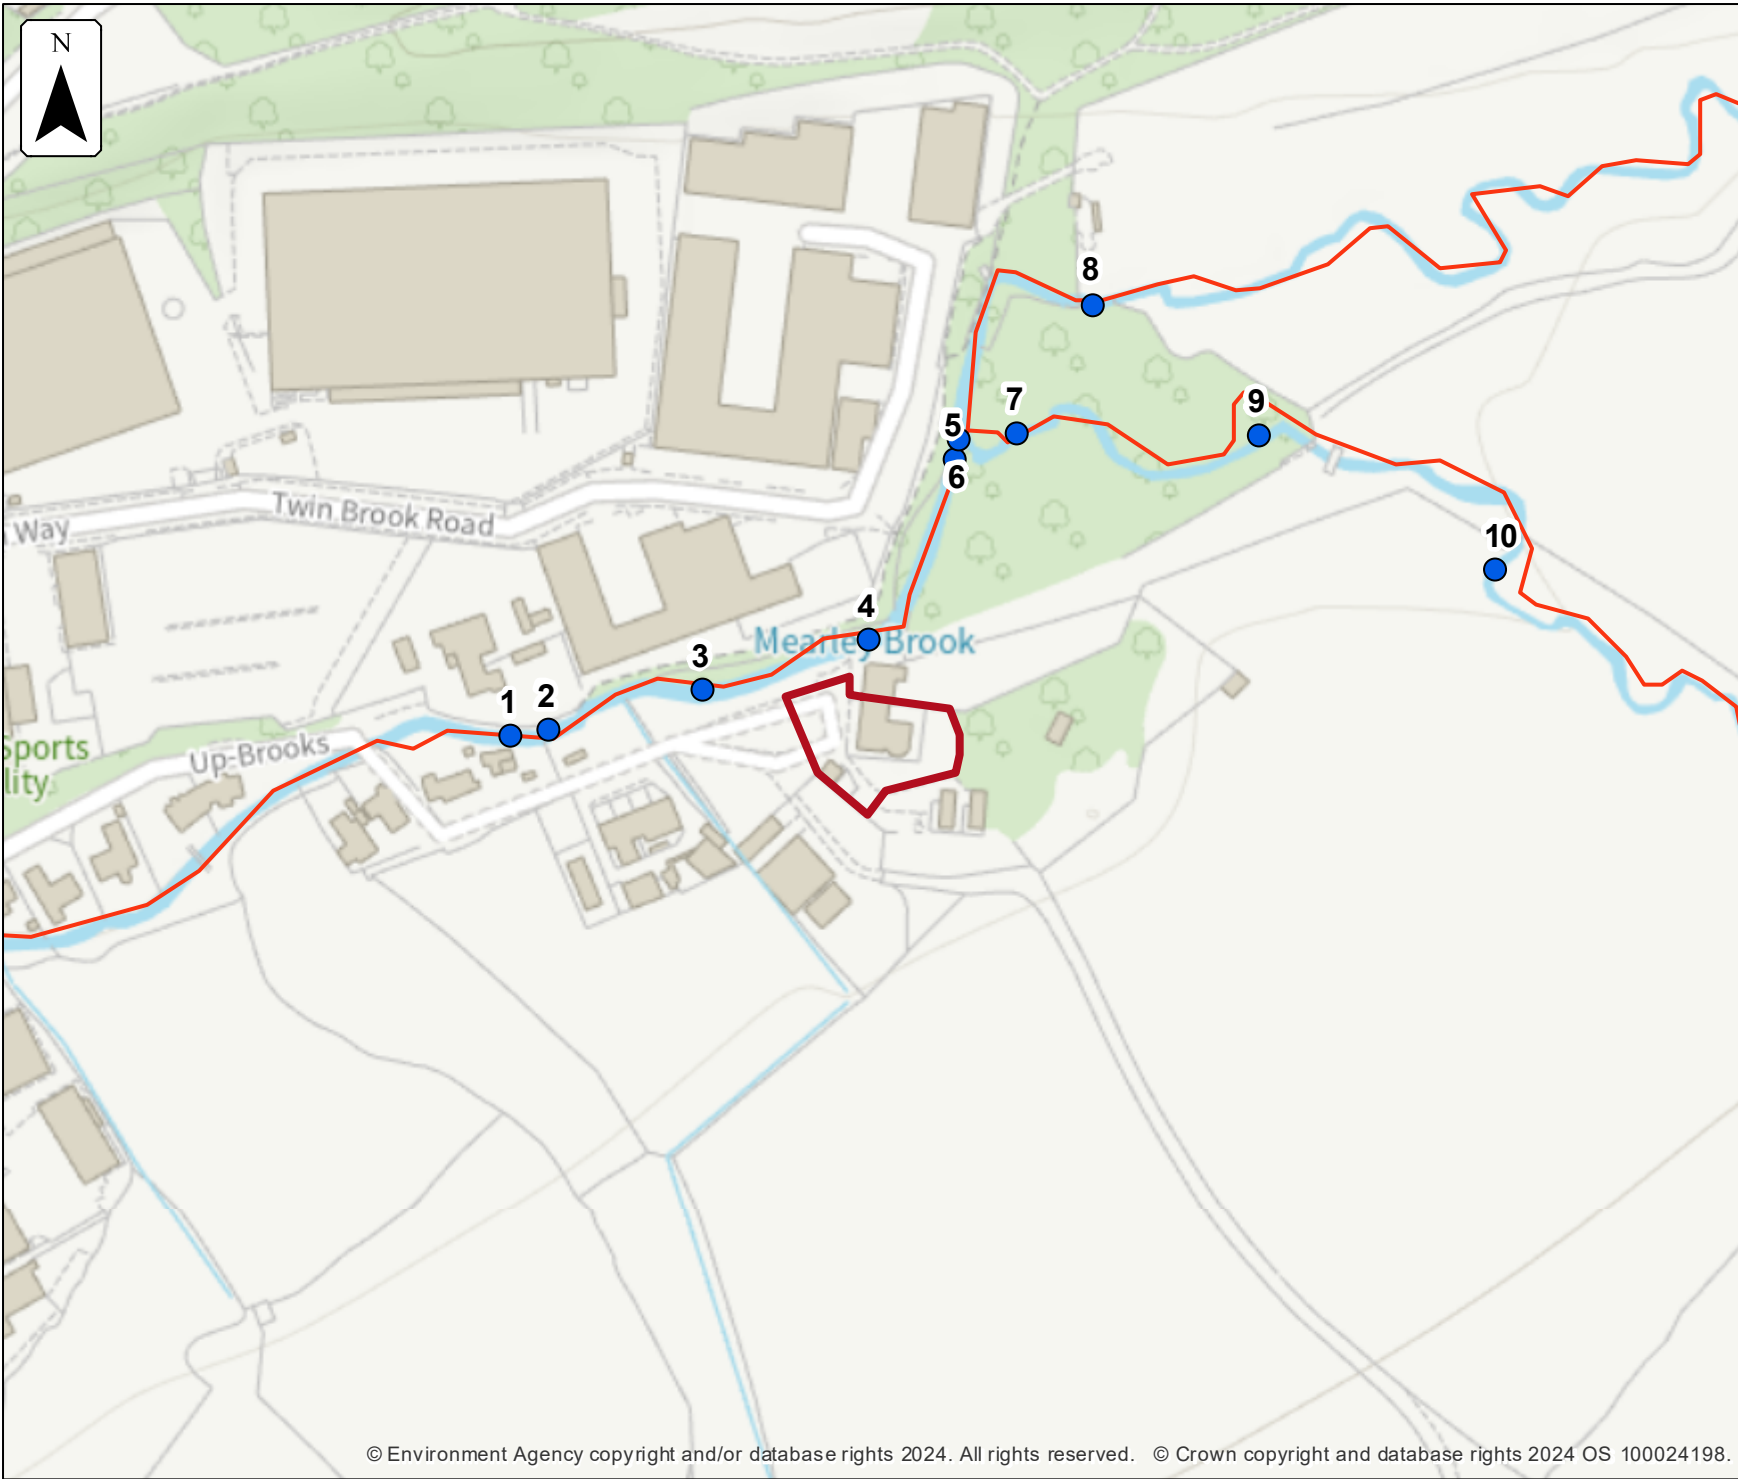 N
8
7
9
5
6
10
Way
Twin Brook Road
4
Mearley Brook
3
1
2
Sports
lity
Up-Brooks
© Environment Agency copyright and/or database rights 2024. All rights reserved. © Crown copyright and database rights 2024 OS 100024198.